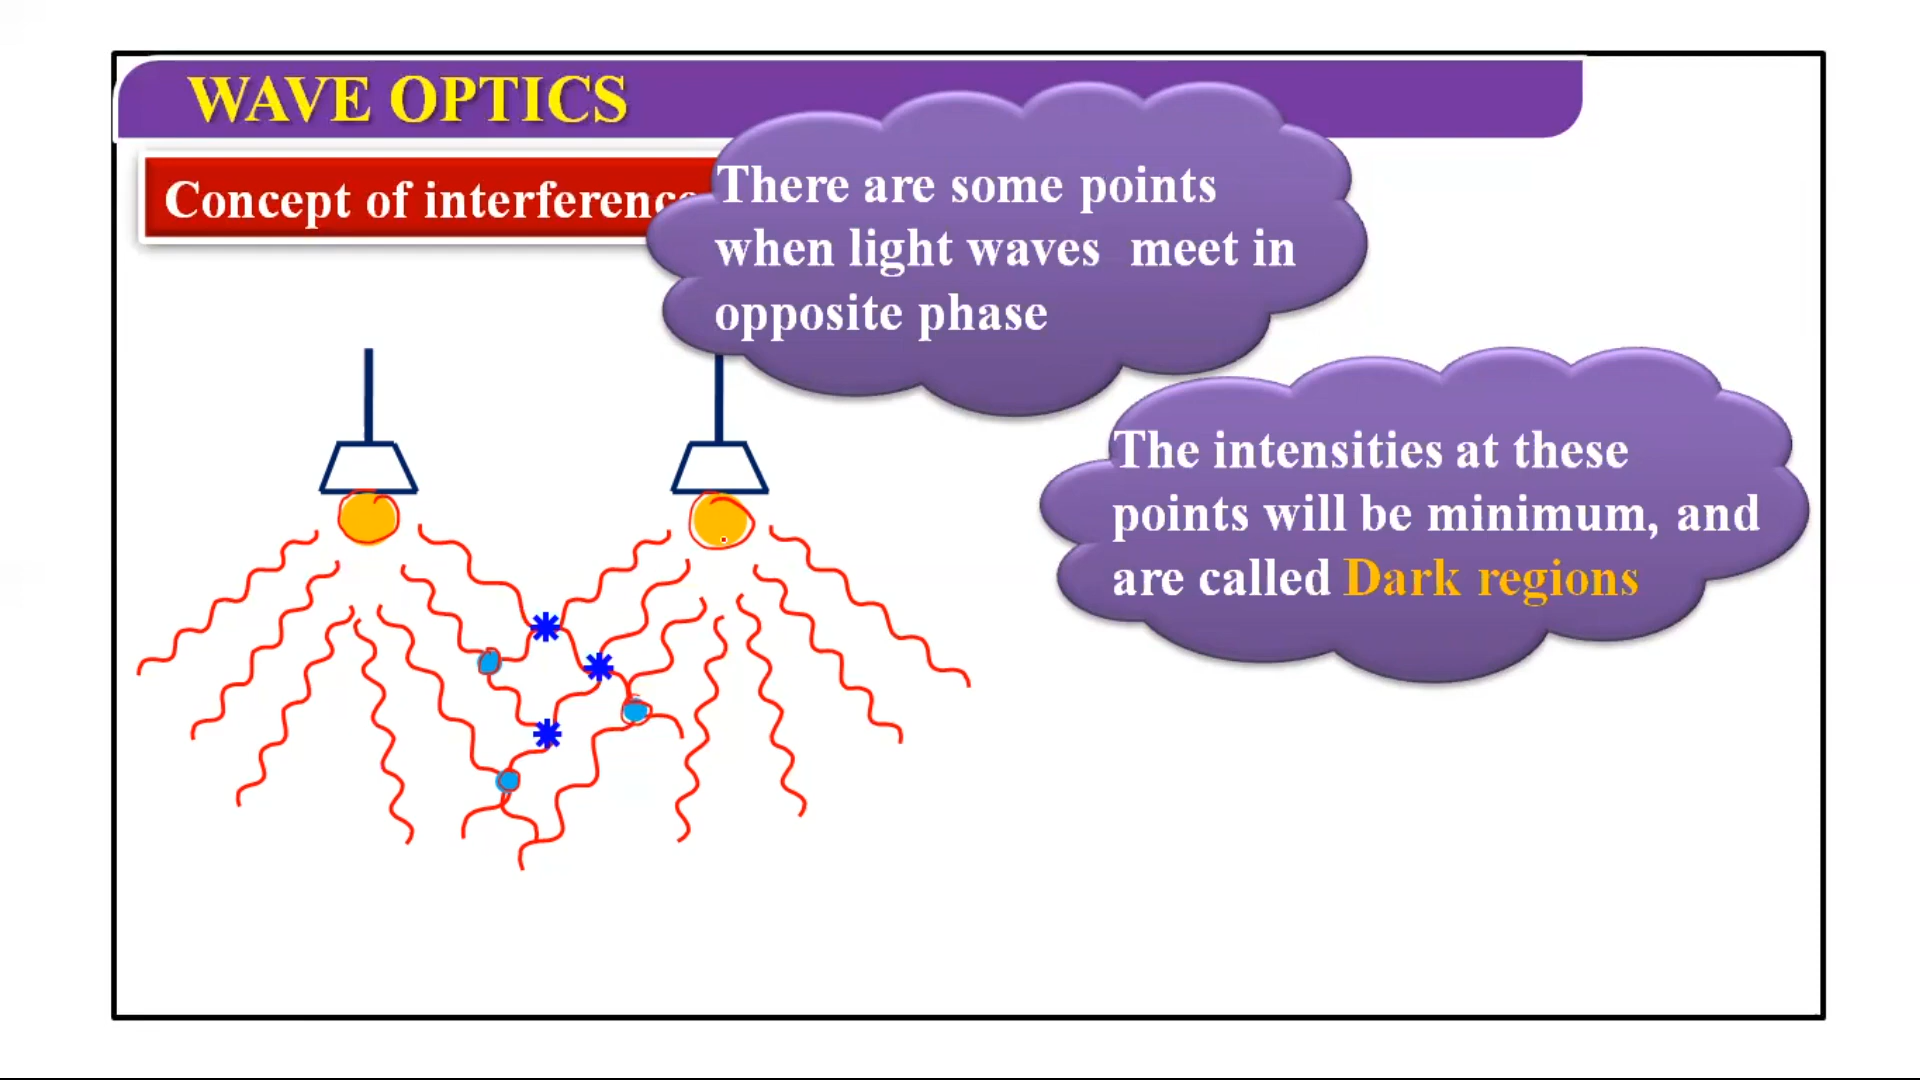 WAVE OPTICS
Concept of interference
There are some points
when light waves meet in
opposite phase
The intensities at these
points will be minimum, and
are called Dark regions